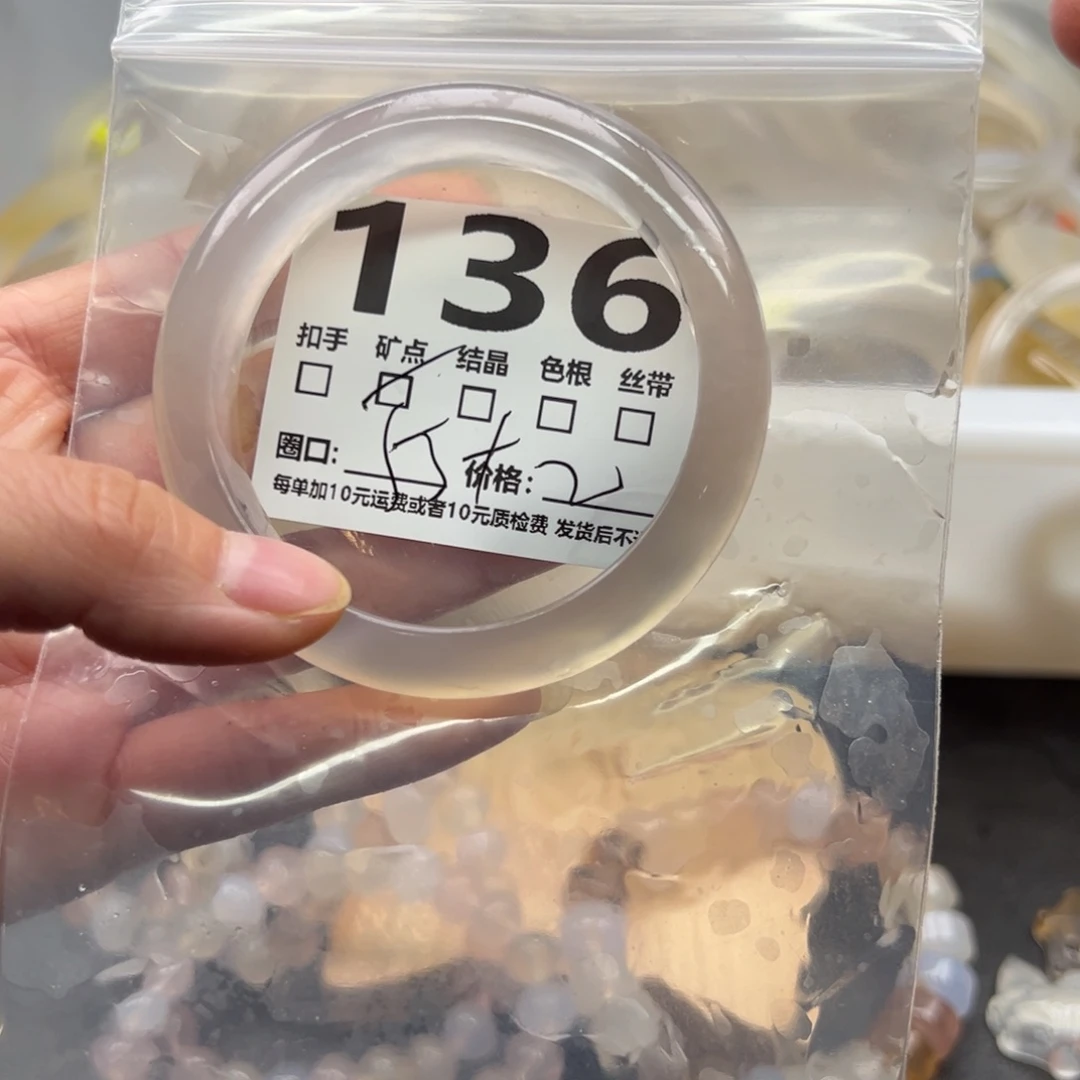 136
扣手 矿点 结晶 色根 丝带
圈口: 价格:
每单加10元运费或者10元质检费 发货后不